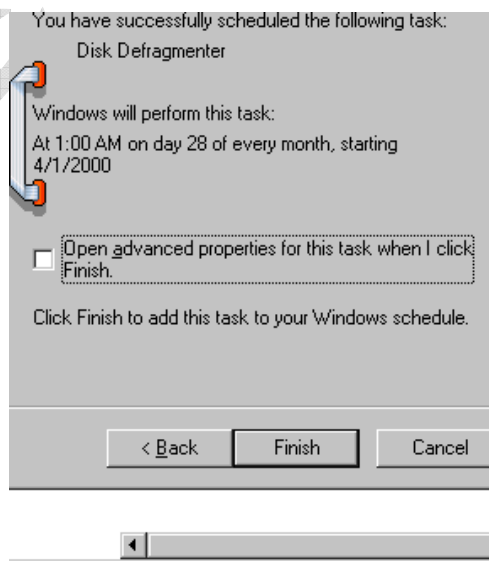 You have successfully scheduled the following task:
Disk Defragmenter
Windows will perform this task:
At 1:00 AM on day 28 of every month, starting
4/1/2000
Open advanced properties for this task when I click
Finish.
Click Finish to add this task to your Windows schedule.
< Back
Finish
Cancel